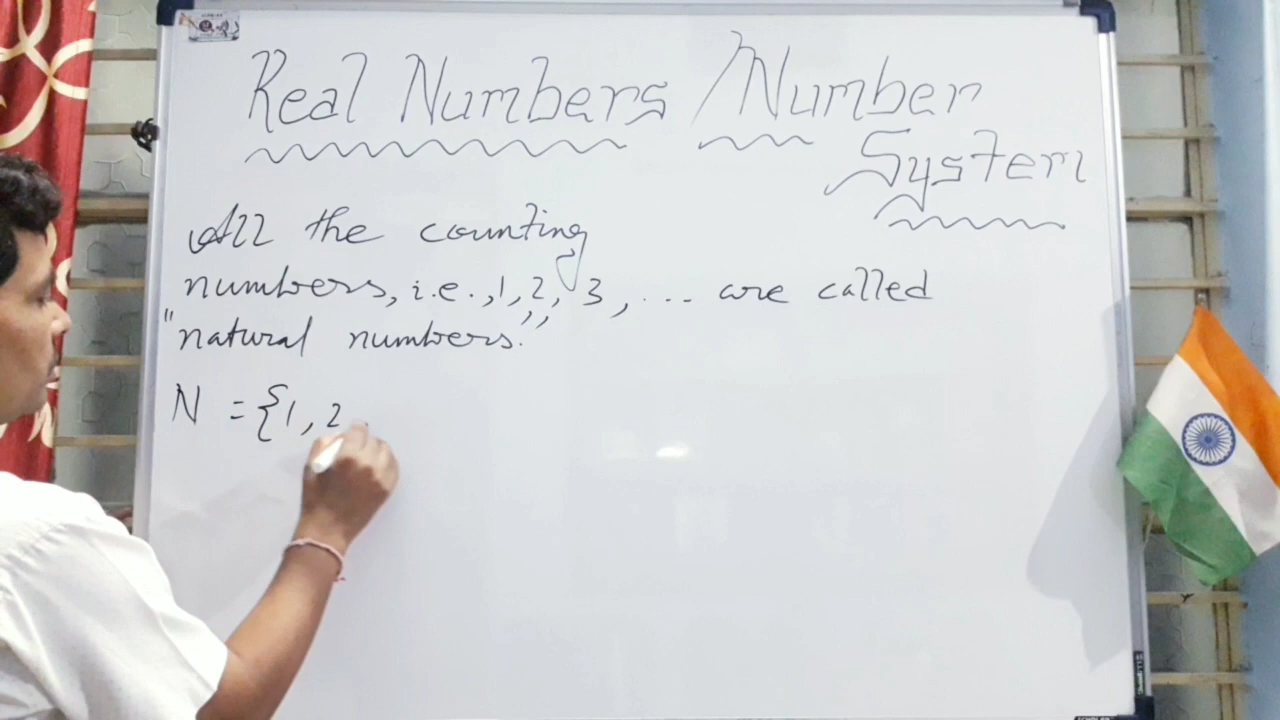 Real Numbers / Number
System
All the counting
numbers, i.e., 1, 2, 3, ... are called
"natural numbers."
N = {1, 2,